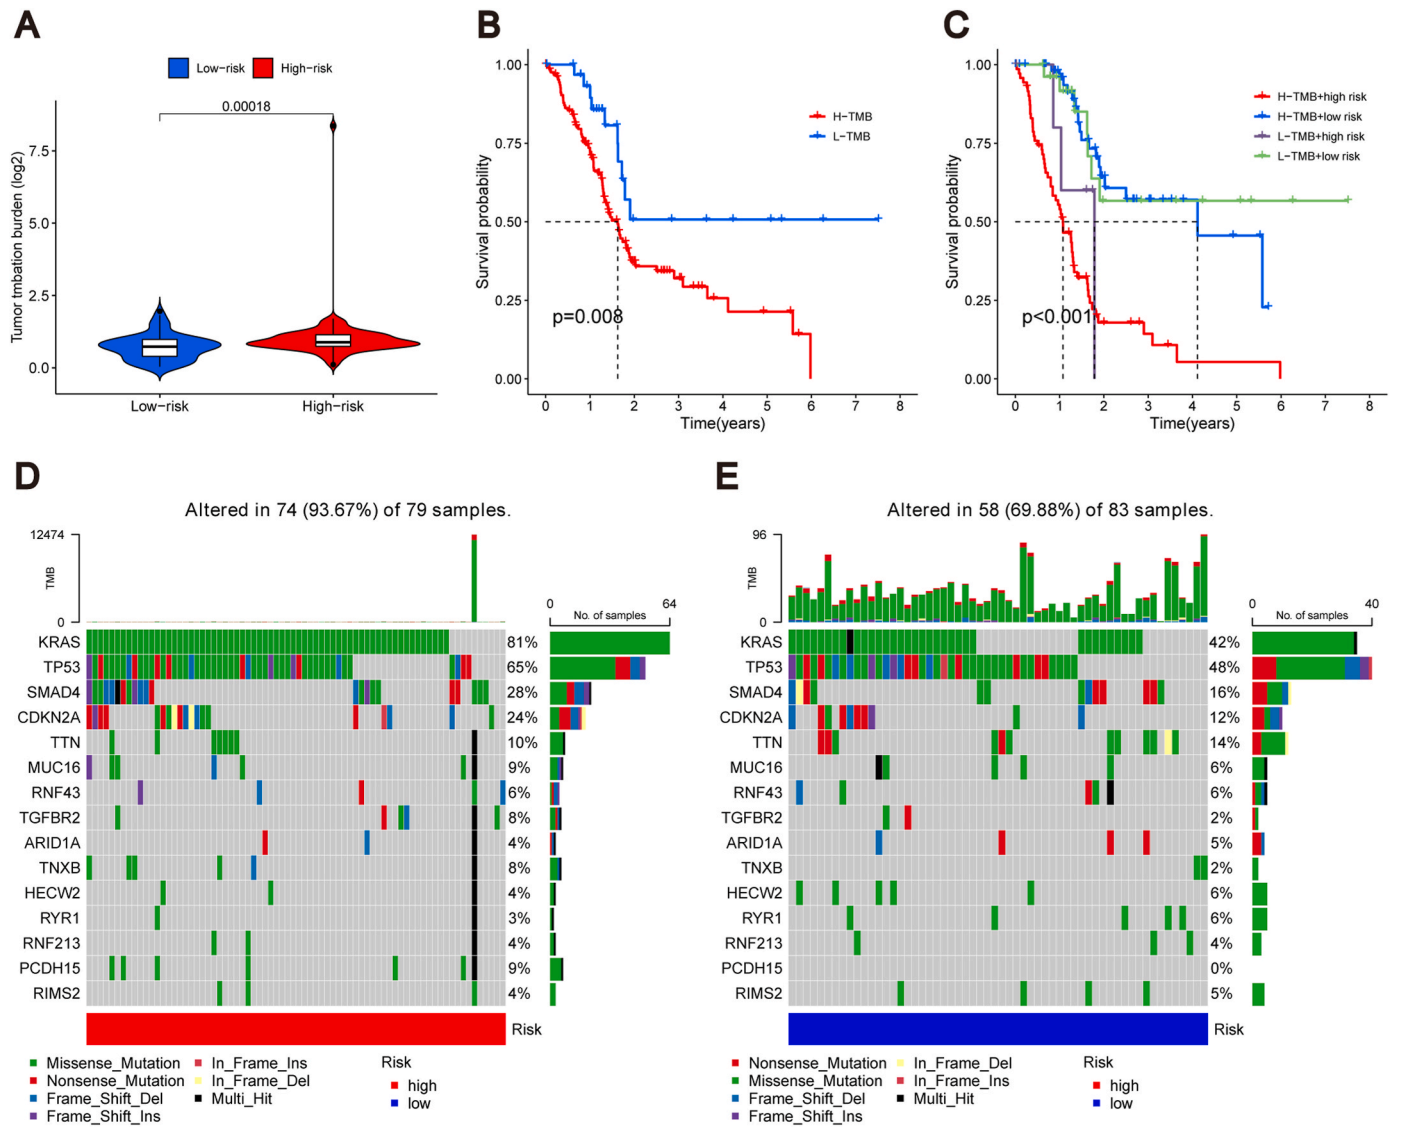 A
Low-risk High-risk
0.00018
Tumor tmbation burden (log2)
7.5
5.0
2.5
0.0
Low-risk High-risk
B
Survival probability
1.00
0.75
0.50
0.25
0.00
H-TMB
L-TMB
p=0.008
0 1 2 3 4 5 6 7 8
Time(years)
C
Survival probability
1.00
0.75
0.50
0.25
0.00
H-TMB+high risk
H-TMB+low risk
L-TMB+high risk
L-TMB+low risk
p<0.001
0 1 2 3 4 5 6 7 8
Time(years)
D
Altered in 74 (93.67%) of 79 samples.
12474
TMB
0
0 64
No. of samples
KRAS 81%
TP53 65%
SMAD4 28%
CDKN2A 24%
TTN 10%
MUC16 9%
RNF43 6%
TGFBR2 8%
ARID1A 4%
TNXB 8%
HECW2 4%
RYR1 3%
RNF213 4%
PCDH15 9%
RIMS2 4%
Risk
Missense_Mutation In_Frame_Ins Risk
Nonsense_Mutation In_Frame_Del high
Frame_Shift_Del Multi_Hit low
Frame_Shift_Ins
E
Altered in 58 (69.88%) of 83 samples.
96
TMB
0
0 40
No. of samples
KRAS 42%
TP53 48%
SMAD4 16%
CDKN2A 12%
TTN 14%
MUC16 6%
RNF43 6%
TGFBR2 2%
ARID1A 5%
TNXB 2%
HECW2 6%
RYR1 6%
RNF213 4%
PCDH15 0%
RIMS2 5%
Risk
Nonsense_Mutation In_Frame_Del Risk
Missense_Mutation In_Frame_Ins high
Frame_Shift_Del Multi_Hit low
Frame_Shift_Ins